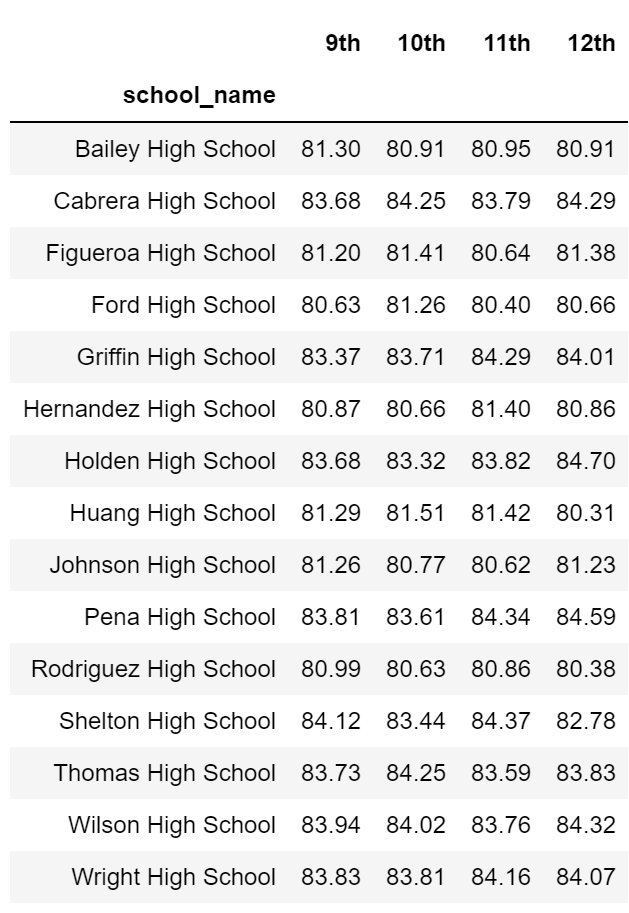 9th 10th 11th 12th
school_name
Bailey High School 81.30 80.91 80.95 80.91
Cabrera High School 83.68 84.25 83.79 84.29
Figueroa High School 81.20 81.41 80.64 81.38
Ford High School 80.63 81.26 80.40 80.66
Griffin High School 83.37 83.71 84.29 84.01
Hernandez High School 80.87 80.66 81.40 80.86
Holden High School 83.68 83.32 83.82 84.70
Huang High School 81.29 81.51 81.42 80.31
Johnson High School 81.26 80.77 80.62 81.23
Pena High School 83.81 83.61 84.34 84.59
Rodriguez High School 80.99 80.63 80.86 80.38
Shelton High School 84.12 83.44 84.37 82.78
Thomas High School 83.73 84.25 83.59 83.83
Wilson High School 83.94 84.02 83.76 84.32
Wright High School 83.83 83.81 84.16 84.07